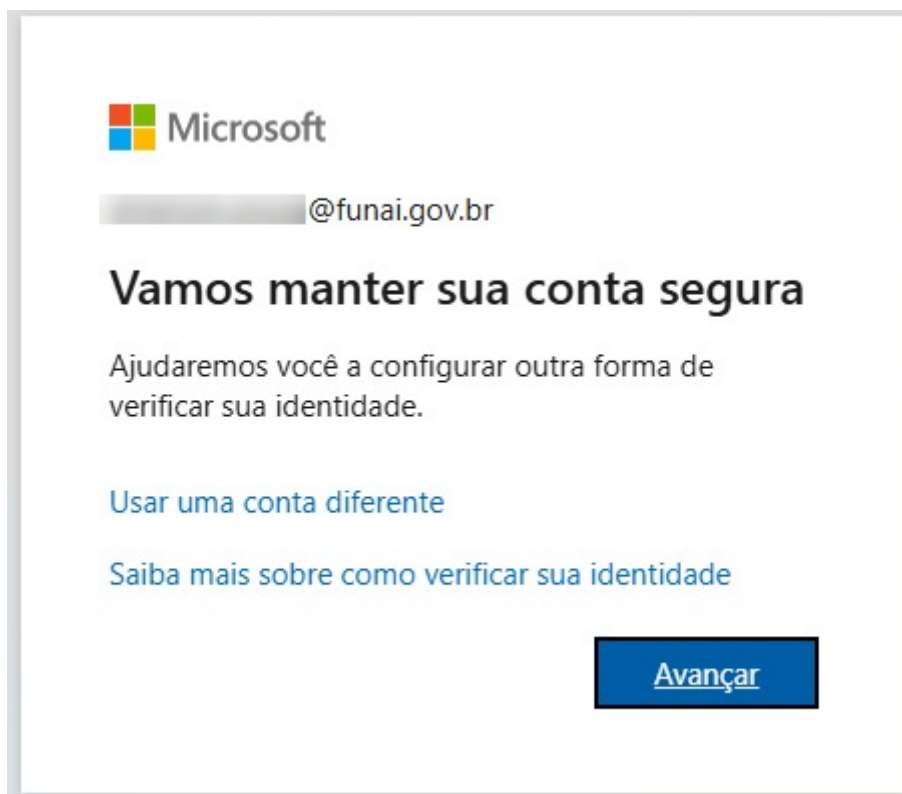 Microsoft
@funai.gov.br
Vamos manter sua conta segura
Ajudaremos você a configurar outra forma de
verificar sua identidade.
Usar uma conta diferente
Saiba mais sobre como verificar sua identidade
Avançar